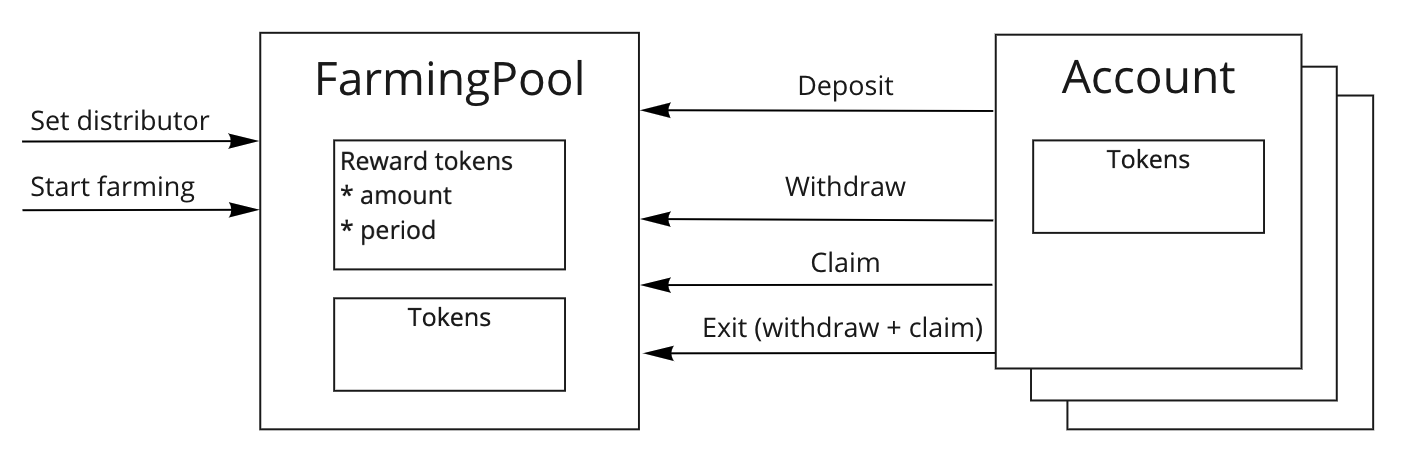 Set distributor
Start farming
FarmingPool
Reward tokens
* amount
* period
Tokens
Deposit
Withdraw
Claim
Exit (withdraw + claim)
Account
Tokens